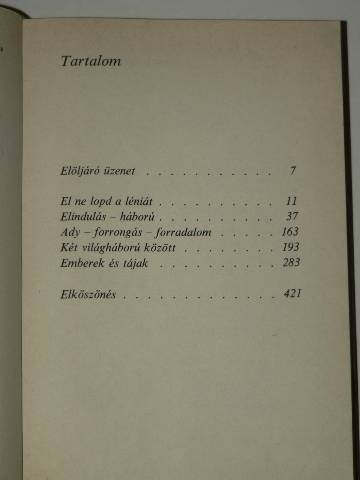 Tartalom
Elöljáró üzenet . . . . . . . . . . . 7
El ne lopd a léniát . . . . . . . . . . 11
Elindulás – háború . . . . . . . . . . 37
Ady – forrongás – forradalom . . . . . . 163
Két világháború között . . . . . . . . 193
Emberek és tájak . . . . . . . . . . 283
Elköszönés . . . . . . . . . . . . . 421